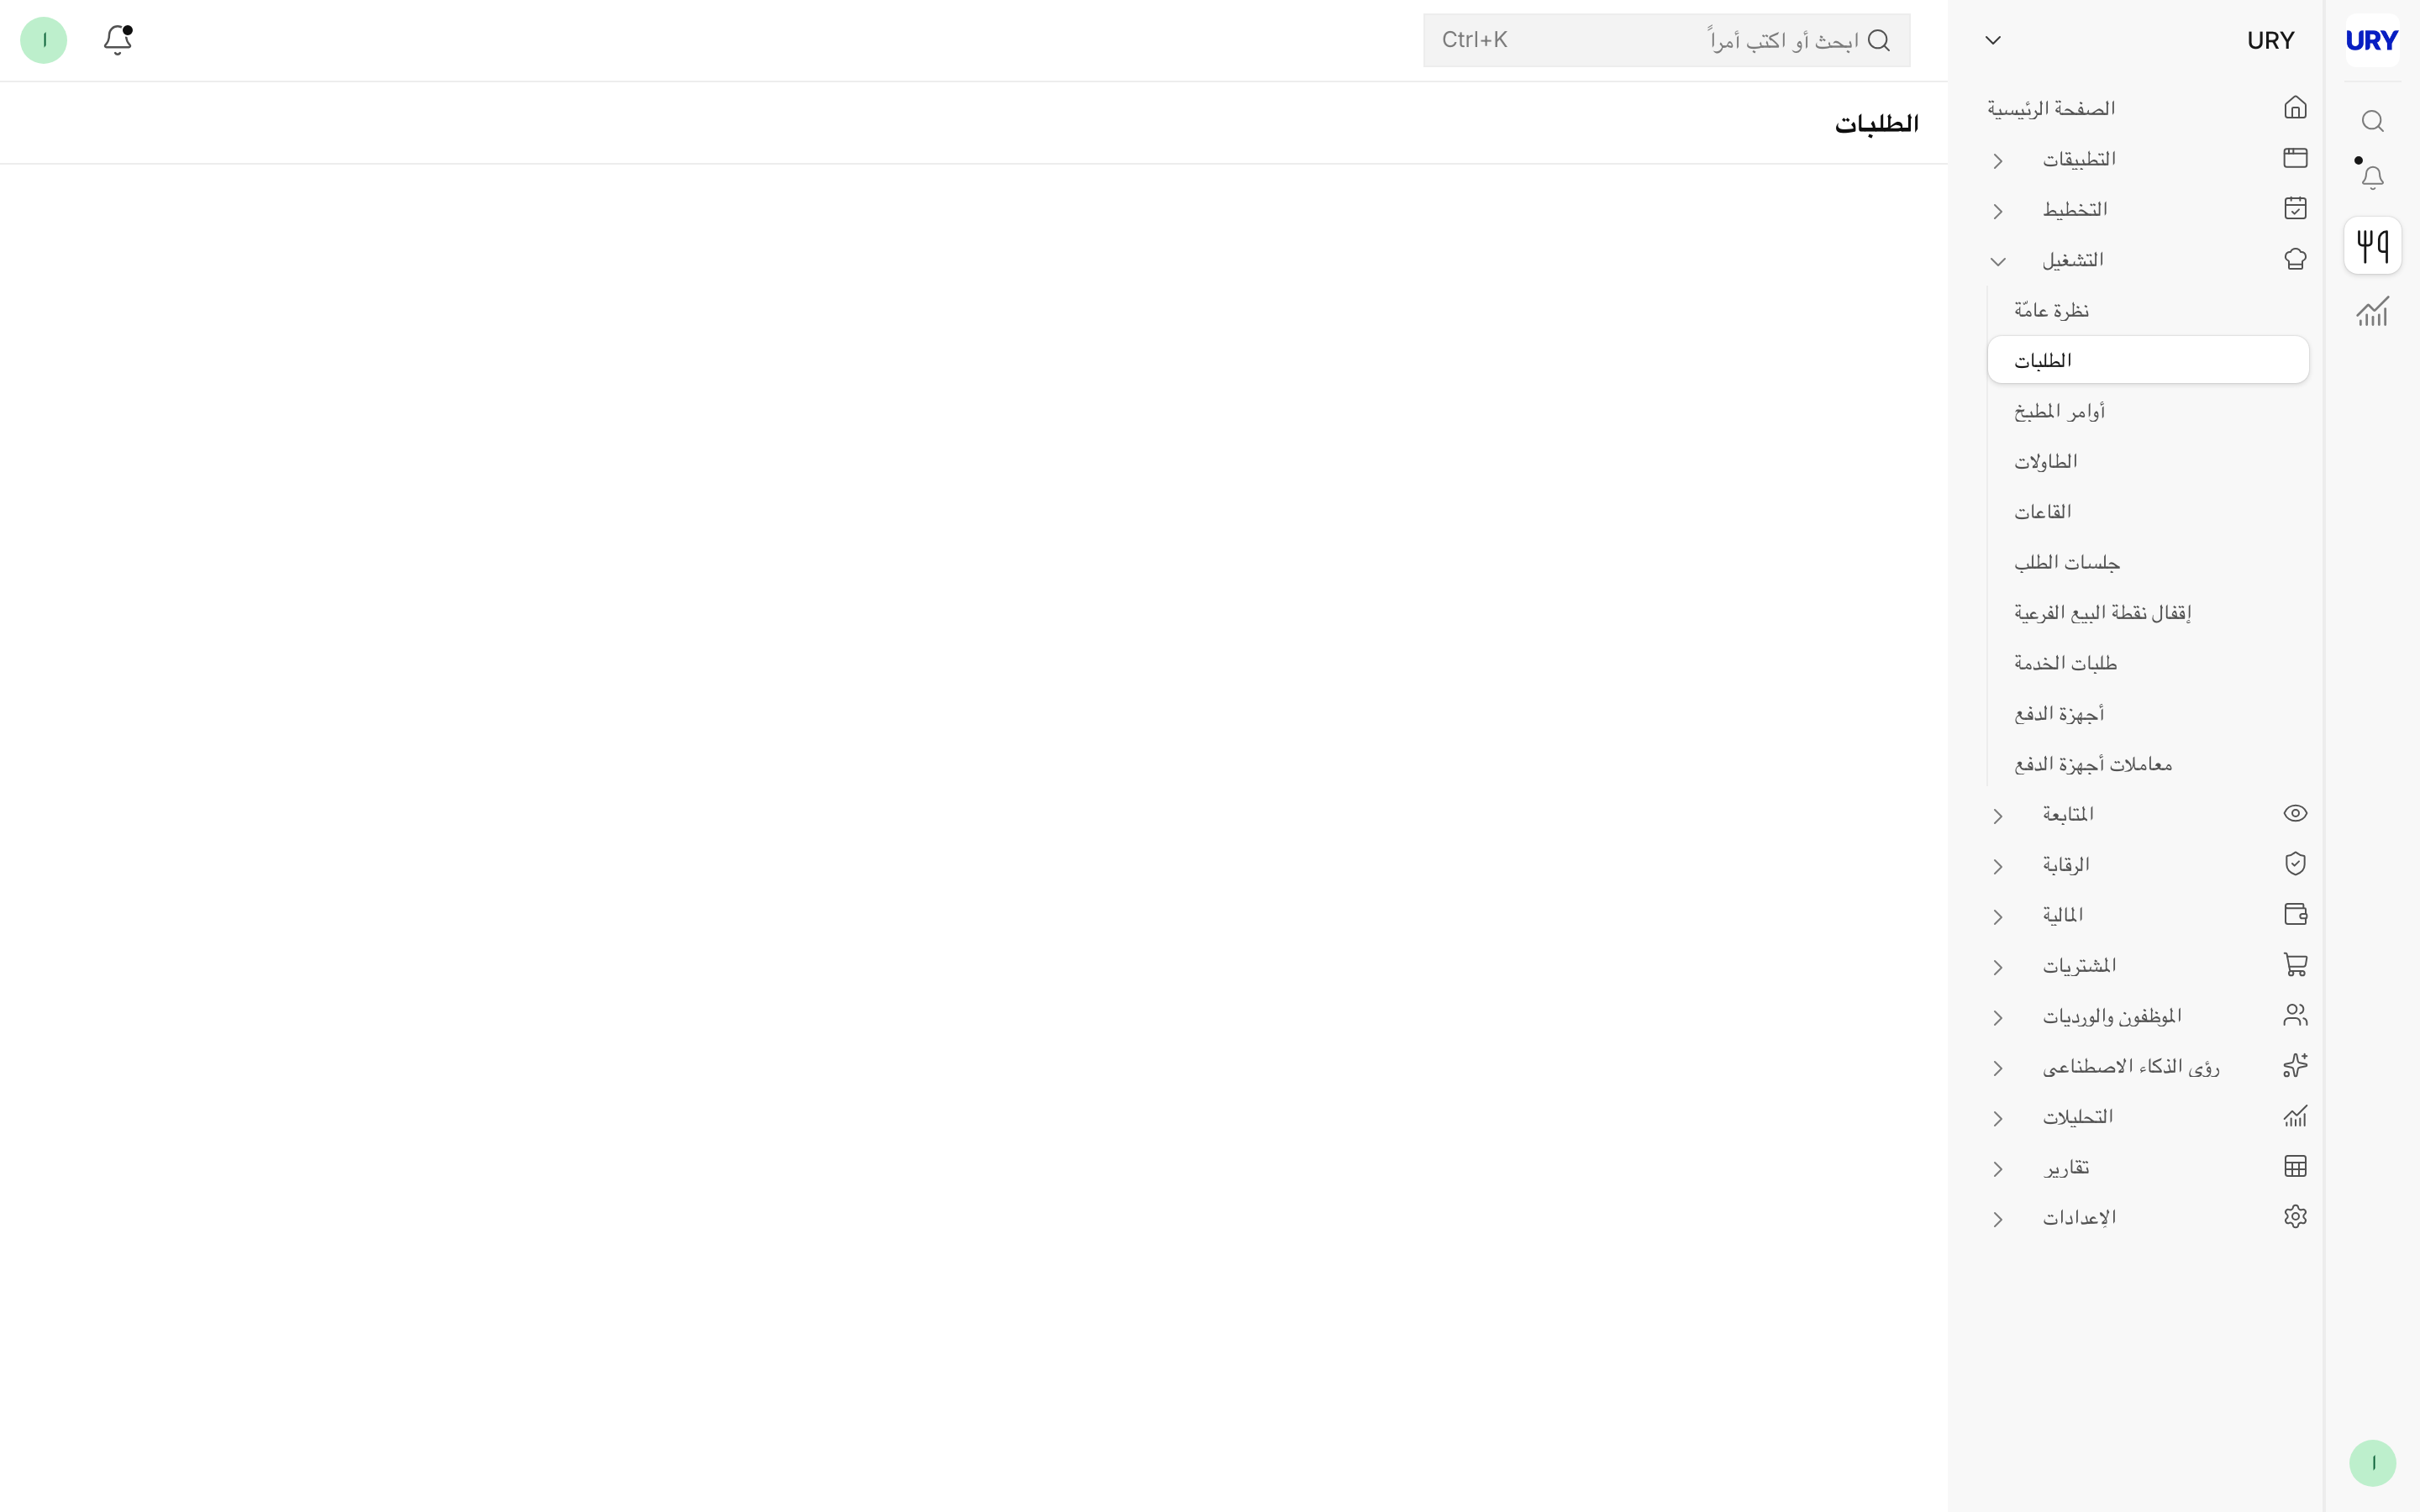 URY
URY
ابحث أو اكتب أمراً Ctrl+K
ا
الطلبات
الصفحة الرئيسية
التطبيقات
التخطيط
التشغيل
نظرة عامّة
الطلبات
أوامر المطبخ
الطاولات
القاعات
جلسات الطلب
إقفال نقطة البيع الفرعية
طلبات الخدمة
أجهزة الدفع
معاملات أجهزة الدفع
المتابعة
الرقابة
المالية
المشتريات
الموظفون والورديات
رؤى الذكاء الاصطناعي
التحليلات
تقارير
الإعدادات
ا